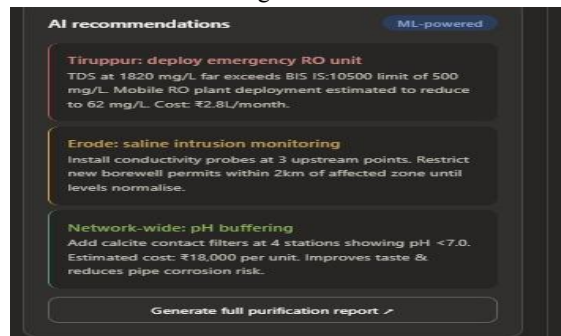 AI recommendations
ML-powered
Tiruppur: deploy emergency RO unit
TDS at 1820 mg/L far exceeds BIS IS:10500 limit of 500
mg/L. Mobile RO plant deployment estimated to reduce
to 62 mg/L. Cost: ₹2.8L/month.
Erode: saline intrusion monitoring
Install conductivity probes at 3 upstream points. Restrict
new borewell permits within 2km of affected zone until
levels normalise.
Network-wide: pH buffering
Add calcite contact filters at 4 stations showing pH <7.0.
Estimated cost: ₹18,000 per unit. Improves taste &
reduces pipe corrosion risk.
Generate full purification report ↗